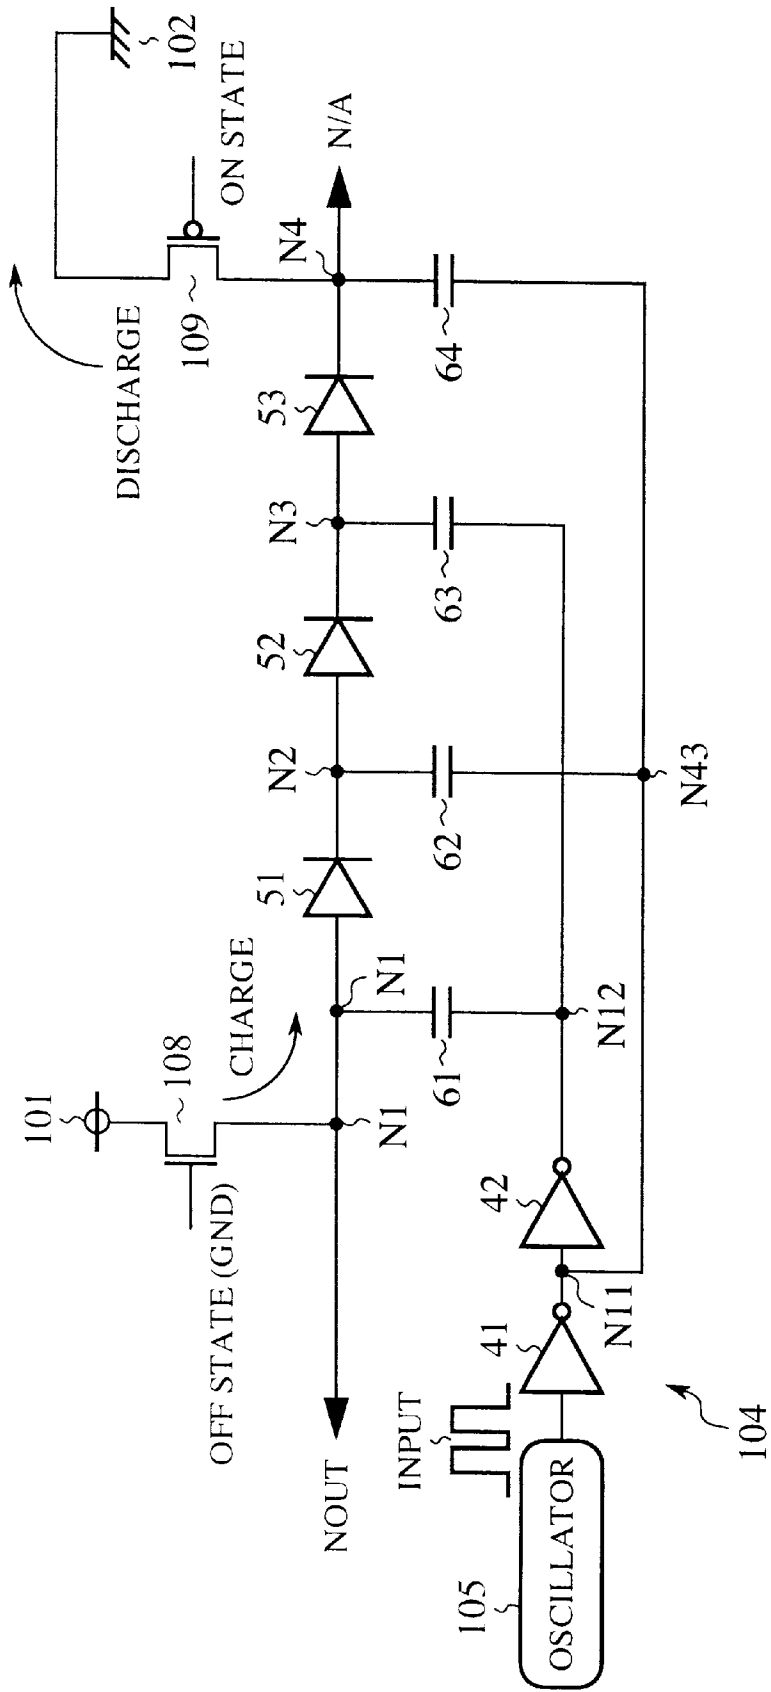 102
ON STATE
N/A
DISCHARGE
109
N4
64
53
N3
63
52
N2
62
N43
51
CHARGE
N1
61
N12
101
108
N1
OFF STATE (GND)
42
N11
41
NOUT
INPUT
104
105
OSCILLATOR